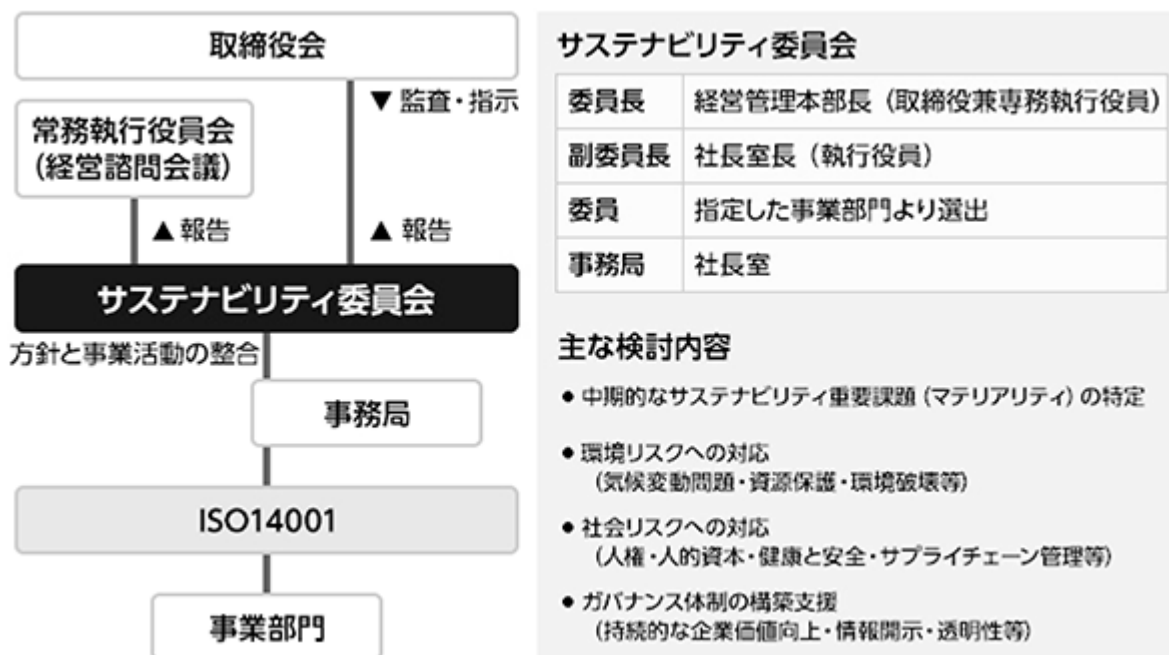 取締役会
▼ 監査・指示
常務執行役員会
(経営諮問会議)
▲ 報告
▲ 報告
サステナビリティ委員会
方針と事業活動の整合
事務局
ISO14001
事業部門
サステナビリティ委員会
委員長 経営管理本部長（取締役兼専務執行役員）
副委員長 社長室長（執行役員）
委員 指定した事業部門より選出
事務局 社長室
主な検討内容
● 中期的なサステナビリティ重要課題（マテリアリティ）の特定
● 環境リスクへの対応
（気候変動問題・資源保護・環境破壊等）
● 社会リスクへの対応
（人権・人的資本・健康と安全・サプライチェーン管理等）
● ガバナンス体制の構築支援
（持続的な企業価値向上・情報開示・透明性等）